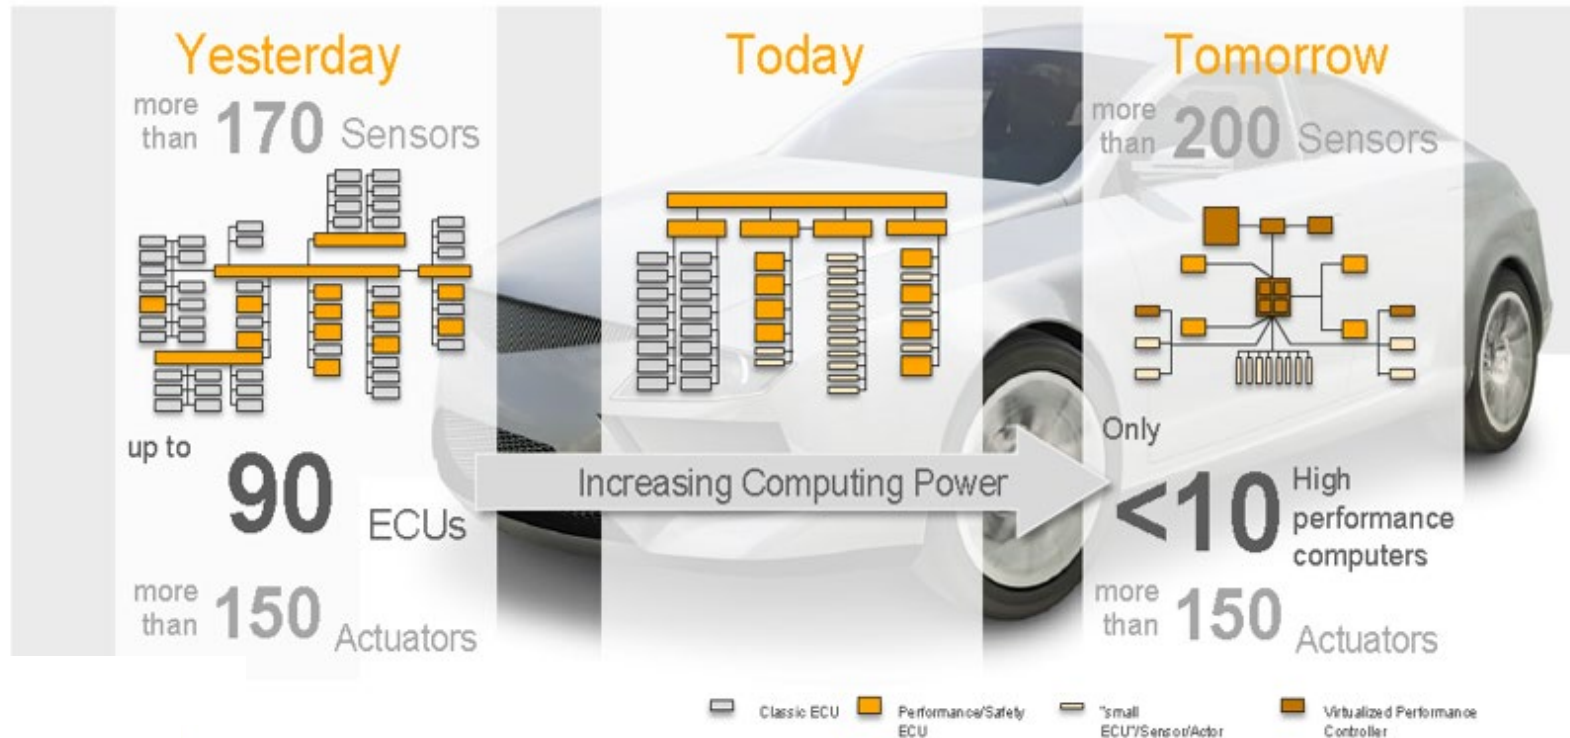 Yesterday
more than 170 Sensors
up to
90 ECUs
more than 150 Actuators
Today
Increasing Computing Power
Tomorrow
more than 200 Sensors
Only
<10 High performance computers
more than 150 Actuators
Classic ECU
Performance/Safety
ECU
"small
ECU"/Sensor/Actor
Virtualized Performance
Controller